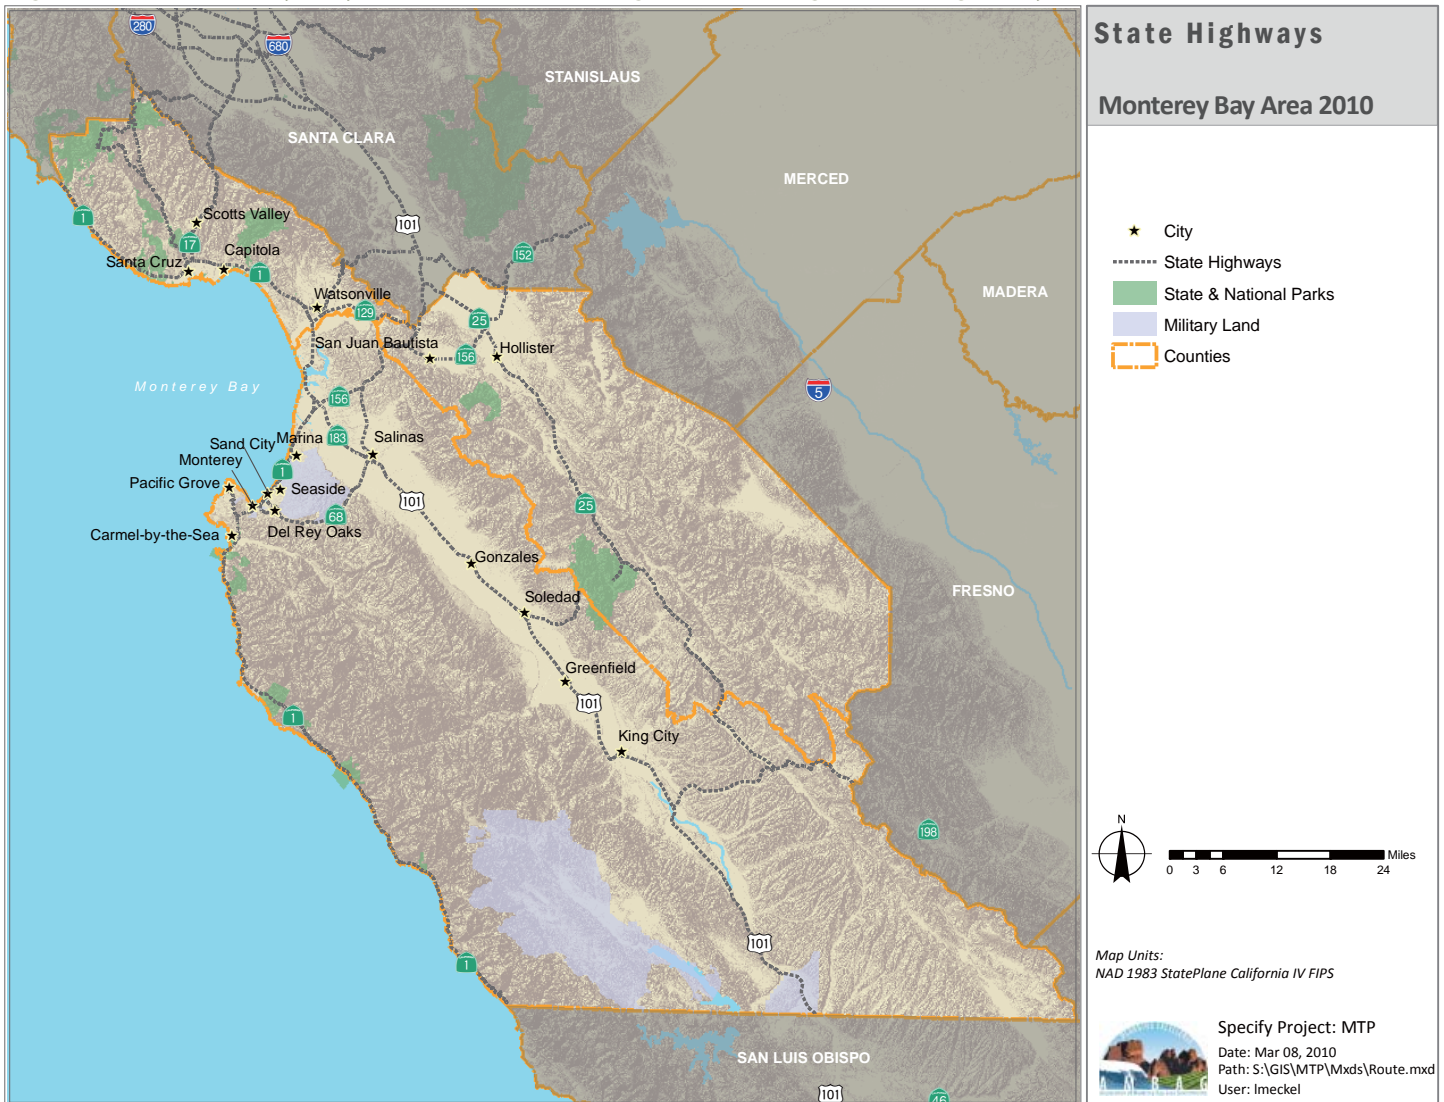 State Highways
Monterey Bay Area 2010
City
State Highways
State & National Parks
Military Land
Counties
N
Miles
0 3 6 12 18 24
Map Units:
NAD 1983 StatePlane California IV FIPS
Specify Project: MTP
Date: Mar 08, 2010
Path: S:\GIS\MTP\Mxds\Route.mxd
User: lmeckel
AMBAG
280
680
STANISLAUS
SANTA CLARA
MERCED
1
Scotts Valley
101
17
152
Santa Cruz
Capitola
1
MADERA
Watsonville
129
25
San Juan Bautista
156
Hollister
Monterey Bay
5
156
183
Sand City
Marina
Salinas
Monterey
1
Pacific Grove
Seaside
101
25
68
Carmel-by-the-Sea
Del Rey Oaks
Gonzales
FRESNO
Soledad
Greenfield
101
1
King City
198
101
1
SAN LUIS OBISPO
101
46